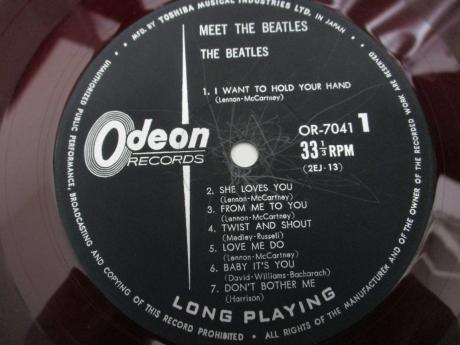 MFD. BY TOSHIBA MUSICAL INDUSTRIES LTD. IN JAPAN
MEET THE BEATLES
THE BEATLES
1. I WANT TO HOLD YOUR HAND
(Lennon-McCartney)
Odeon
RECORDS
OR-7041 1
33 1/3 RPM
(2EJ-13)
2. SHE LOVES YOU
(Lennon-McCartney)
3. FROM ME TO YOU
(Lennon-McCartney)
4. TWIST AND SHOUT
(Medley-Russell)
5. LOVE ME DO
(Lennon-McCartney)
6. BABY IT'S YOU
(David-Williams-Bacharach)
7. DON'T BOTHER ME
(Harrison)
LONG PLAYING
ALL RIGHTS OF THE MANUFACTURER AND OF THE OWNER OF THE RECORDED WORK ARE RESERVED
UNAUTHORIZED PUBLIC PERFORMANCE, BROADCASTING AND COPYING OF THIS RECORD PROHIBITED